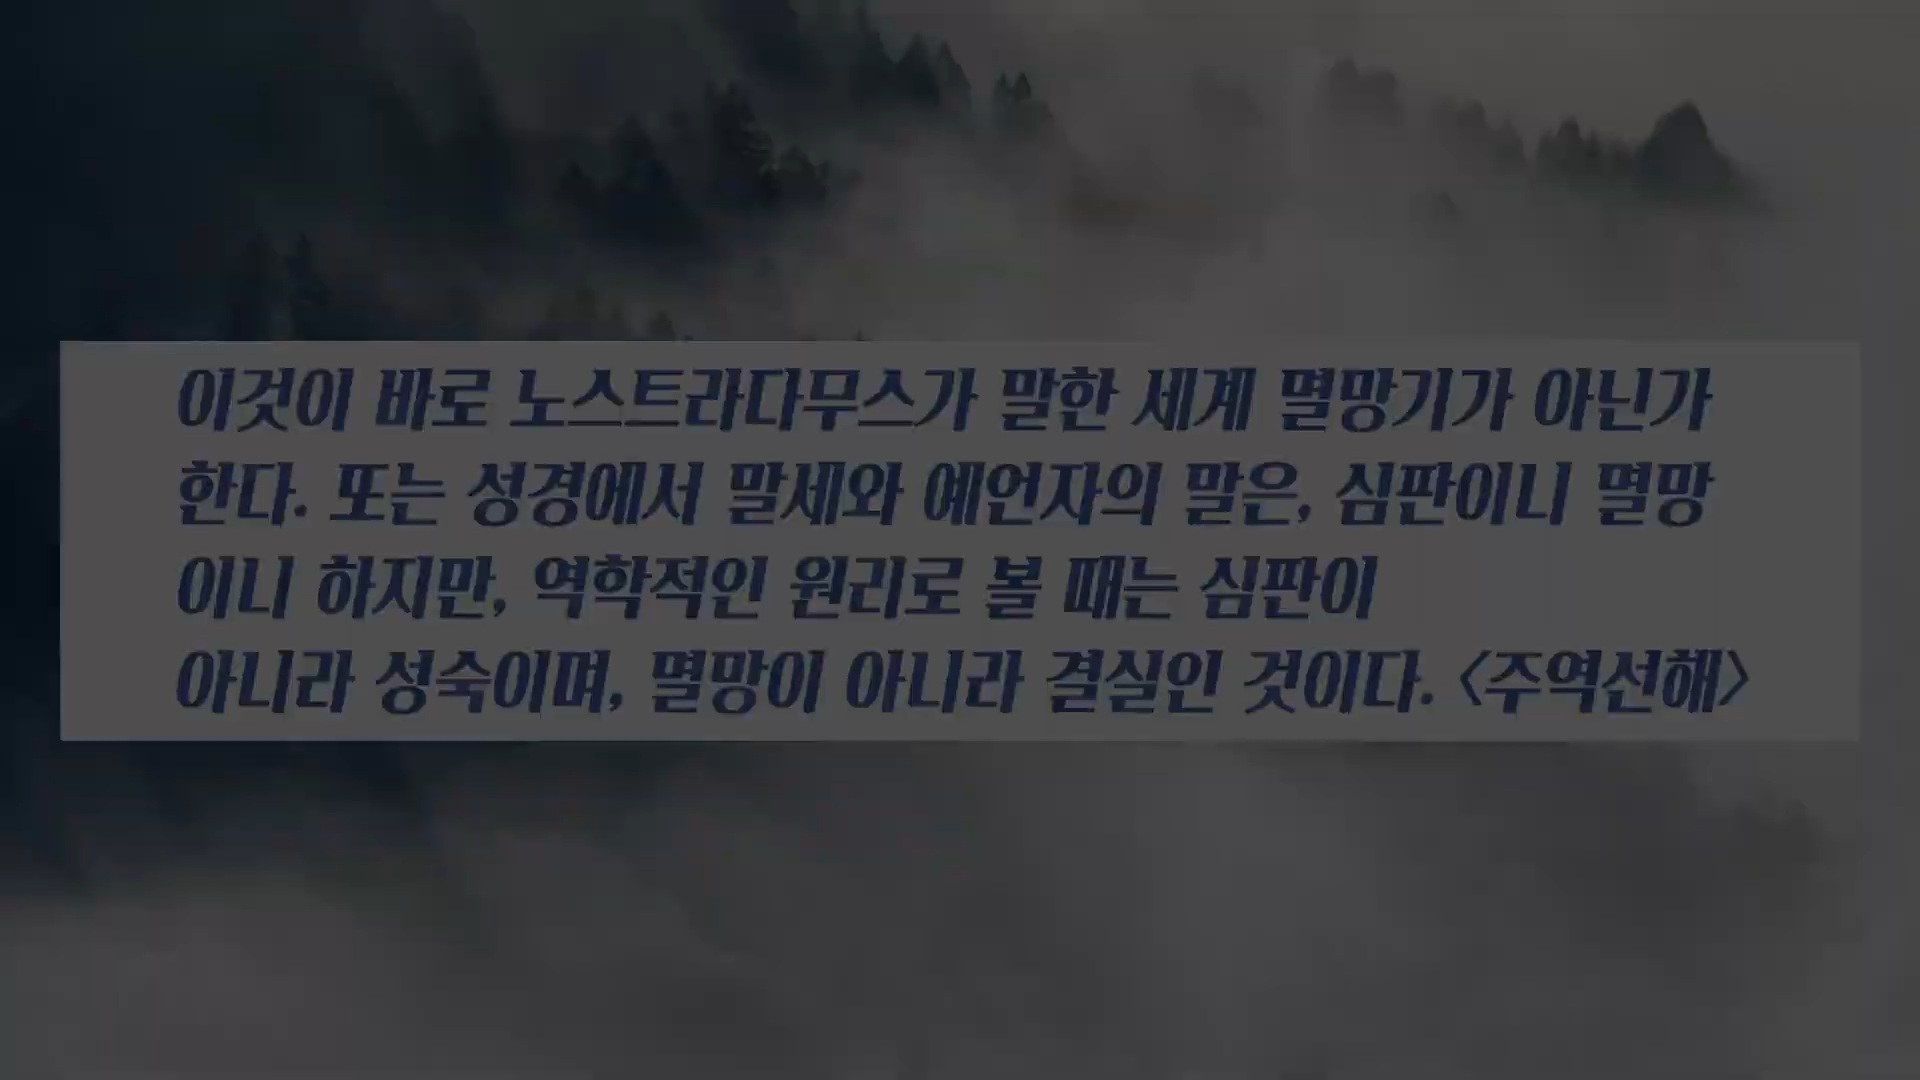 이것이 바로 노스트라다무스가 말한 세계 멸망기가 아닌가
한다. 또는 성경에서 말세와 예언자의 말은, 심판이니 멸망
이니 하지만, 역학적인 원리로 볼 때는 심판이
아니라 성숙이며, 멸망이 아니라 결실인 것이다. <주역선해>